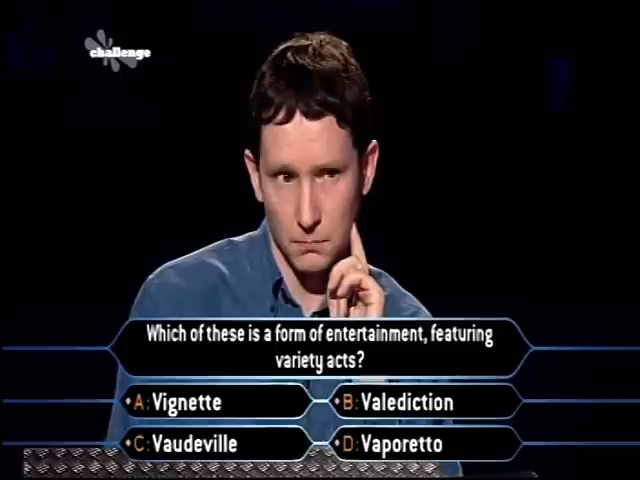 challenge
Which of these is a form of entertainment, featuring
variety acts?
A: Vignette
B: Valediction
C: Vaudeville
D: Vaporetto